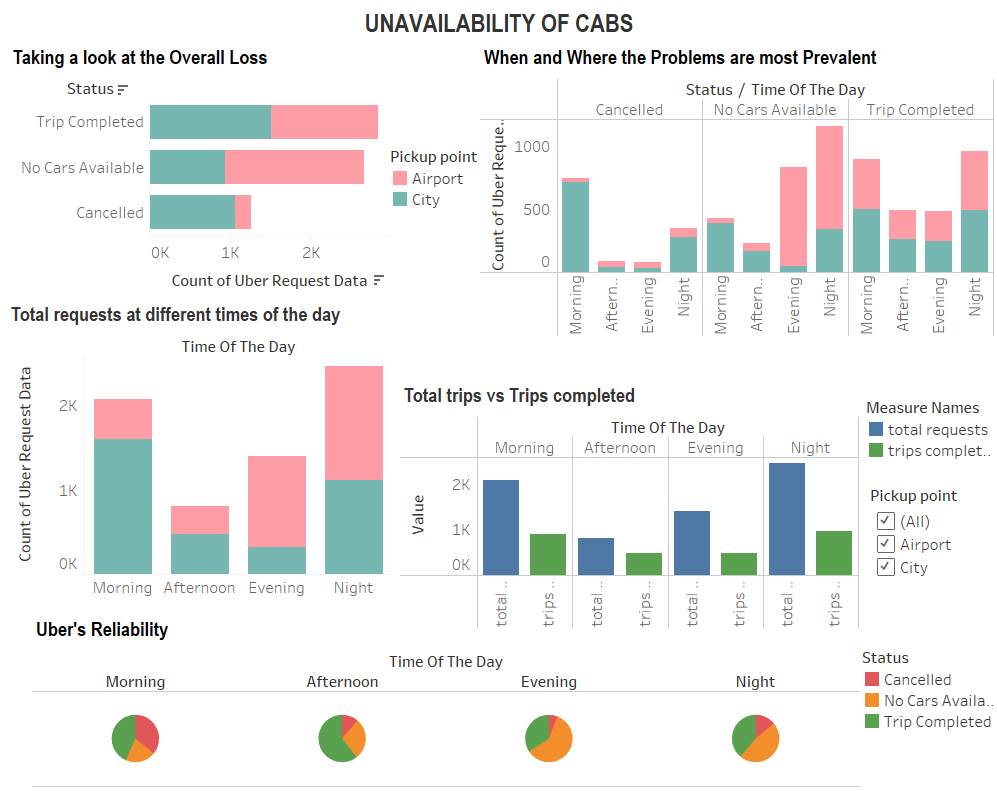 UNAVAILABILITY OF CABS
Taking a look at the Overall Loss
Status
Trip Completed
No Cars Available
Cancelled
0K 1K 2K
Count of Uber Request Data
Pickup point
Airport
City
When and Where the Problems are most Prevalent
Status / Time Of The Day
Cancelled No Cars Available Trip Completed
Count of Uber Reque..
1000
500
0
Morning Aftern.. Evening Night Morning Aftern.. Evening Night Morning Aftern.. Evening Night
Total requests at different times of the day
Time Of The Day
Count of Uber Request Data
2K
1K
0K
Morning Afternoon Evening Night
Total trips vs Trips completed
Time Of The Day
Morning Afternoon Evening Night
Value
2K
1K
0K
total .. trips .. total .. trips .. total .. trips .. total .. trips ..
Measure Names
total requests
trips complet..
Pickup point
(All)
Airport
City
Uber's Reliability
Time Of The Day
Morning Afternoon Evening Night
Status
Cancelled
No Cars Availa..
Trip Completed